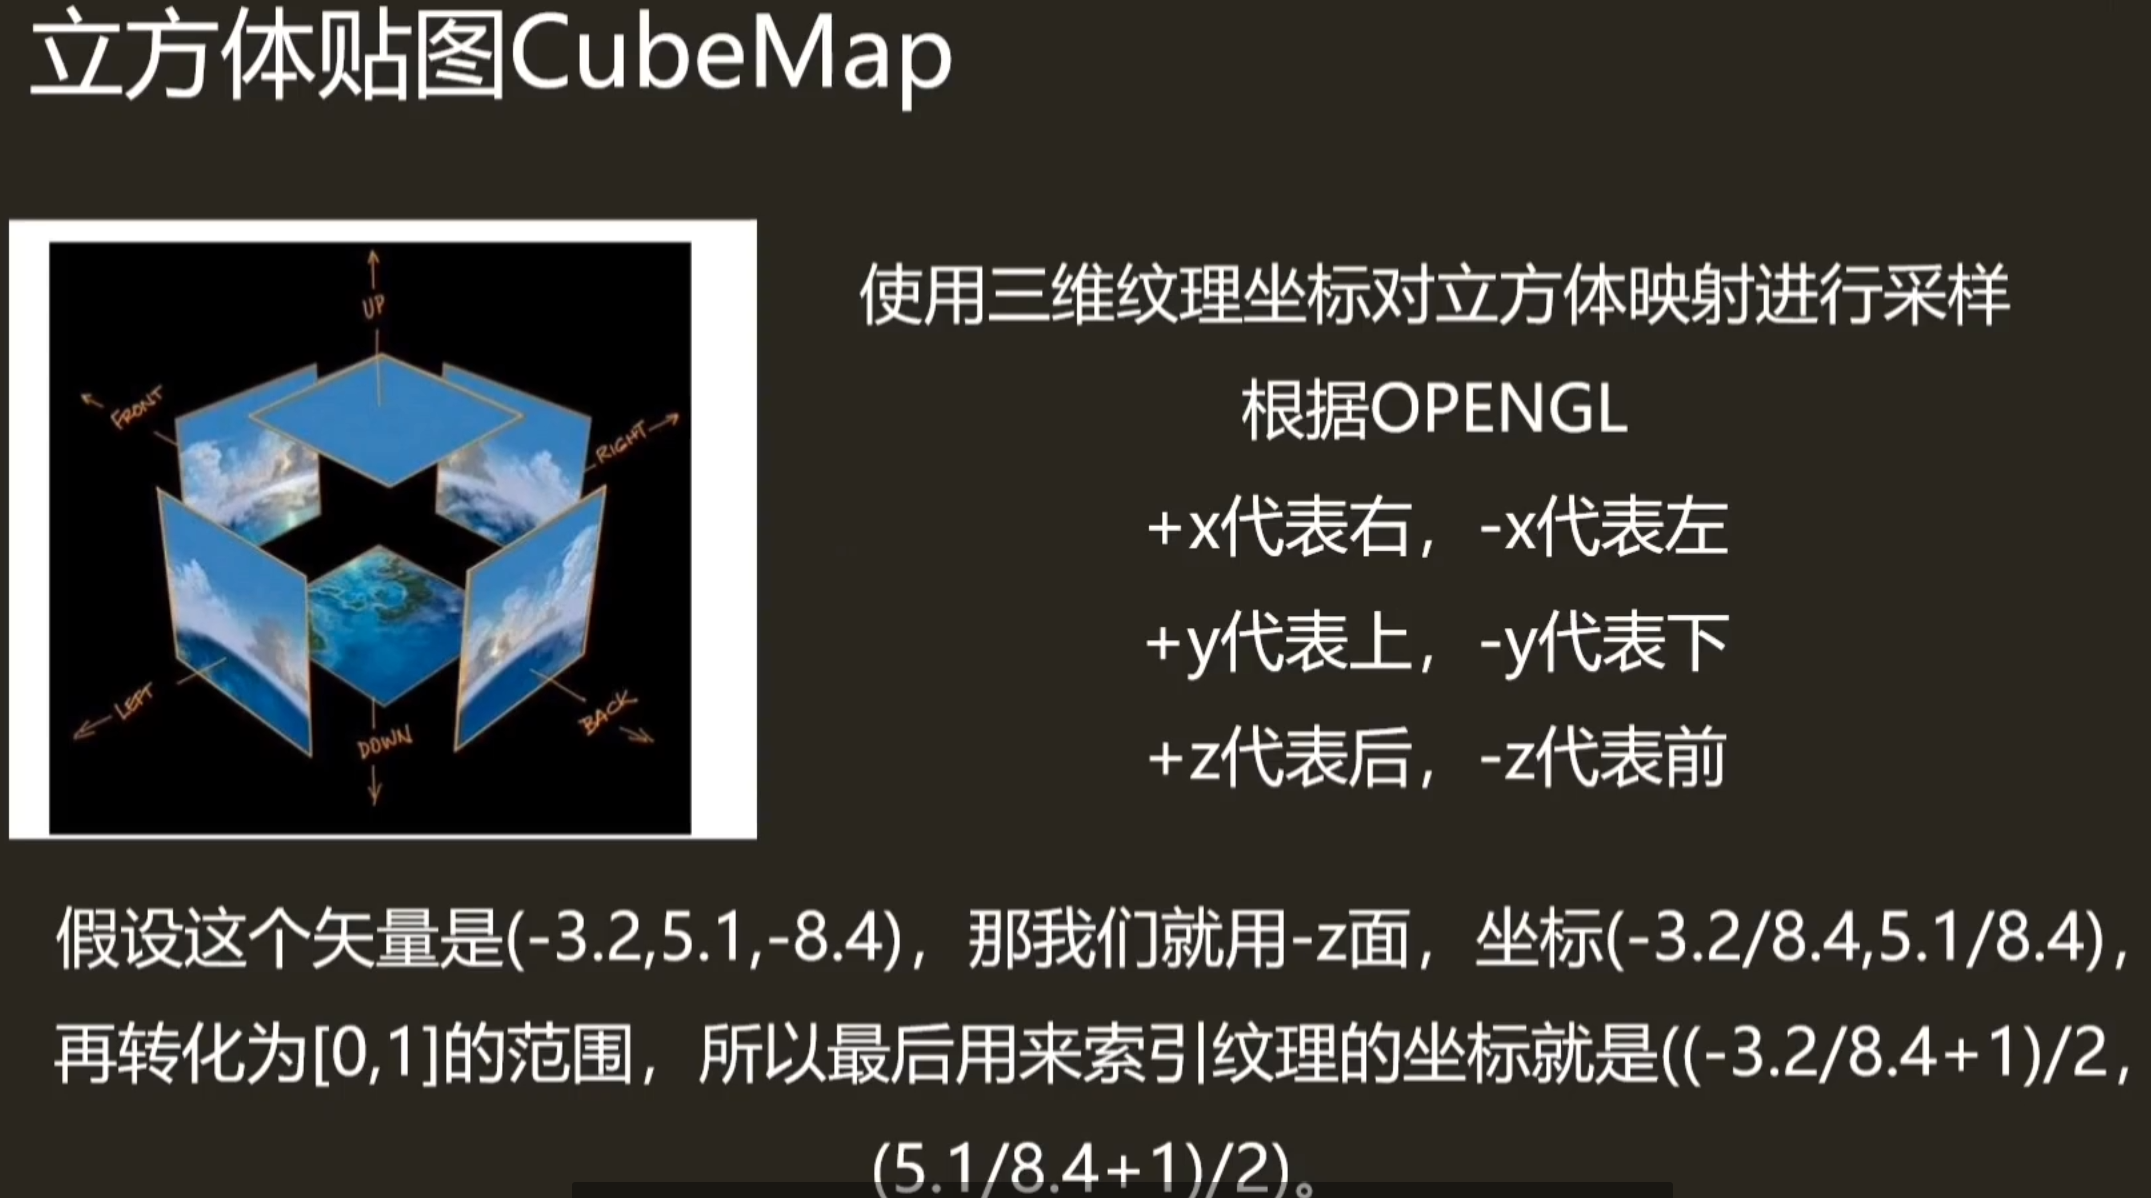 立方体贴图CubeMap
UP
FRONT
RIGHT
LEFT
BACK
DOWN
使用三维纹理坐标对立方体映射进行采样
根据OPENGL
+x代表右，-x代表左
+y代表上，-y代表下
+z代表后，-z代表前
假设这个矢量是(-3.2,5.1,-8.4)，那我们就用-z面，坐标(-3.2/8.4,5.1/8.4)，
再转化为[0,1]的范围，所以最后用来索引纹理的坐标就是((-3.2/8.4+1)/2，
(5.1/8.4+1)/2)。